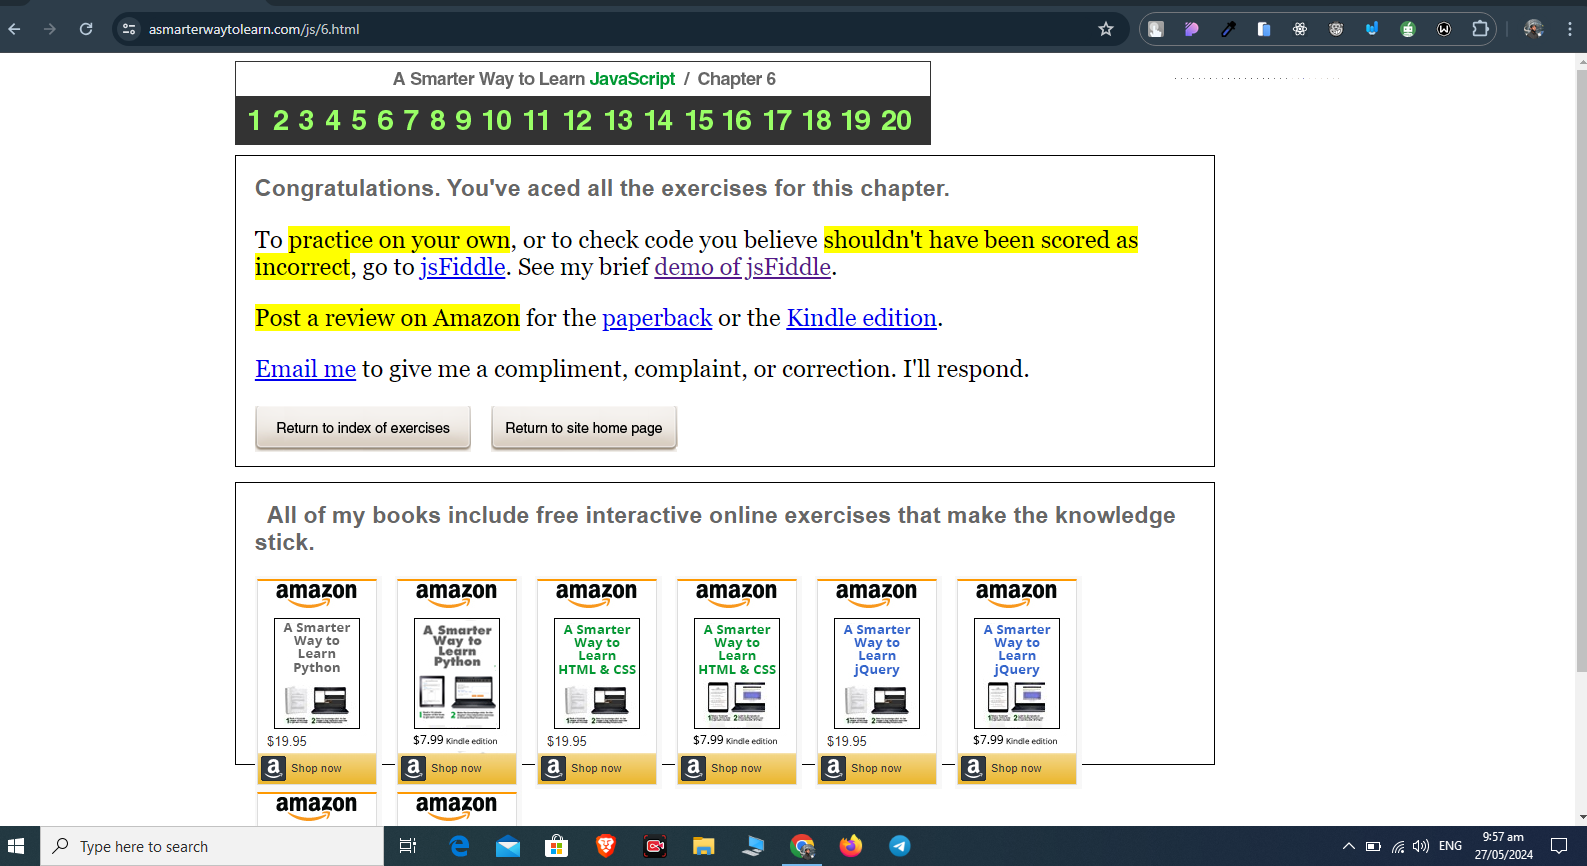 asmarterwaytolearn.com/js/6.html
A Smarter Way to Learn JavaScript / Chapter 6
1 2 3 4 5 6 7 8 9 10 11 12 13 14 15 16 17 18 19 20
Congratulations. You've aced all the exercises for this chapter.
To practice on your own, or to check code you believe shouldn't have been scored as
incorrect, go to jsFiddle. See my brief demo of jsFiddle.
Post a review on Amazon for the paperback or the Kindle edition.
Email me to give me a compliment, complaint, or correction. I'll respond.
Return to index of exercises Return to site home page
All of my books include free interactive online exercises that make the knowledge
stick.
amazon amazon amazon amazon amazon amazon
A Smarter A Smarter A Smarter A Smarter A Smarter A Smarter
Way to Way to Way to Way to Way to Way to
Learn Learn Learn Learn Learn Learn
Python Python HTML & CSS HTML & CSS jQuery jQuery
$19.95 $7.99 Kindle edition $19.95 $7.99 Kindle edition $19.95 $7.99 Kindle edition
a Shop now a Shop now a Shop now a Shop now a Shop now a Shop now
amazon amazon
Type here to search
ENG
9:57 am
27/05/2024